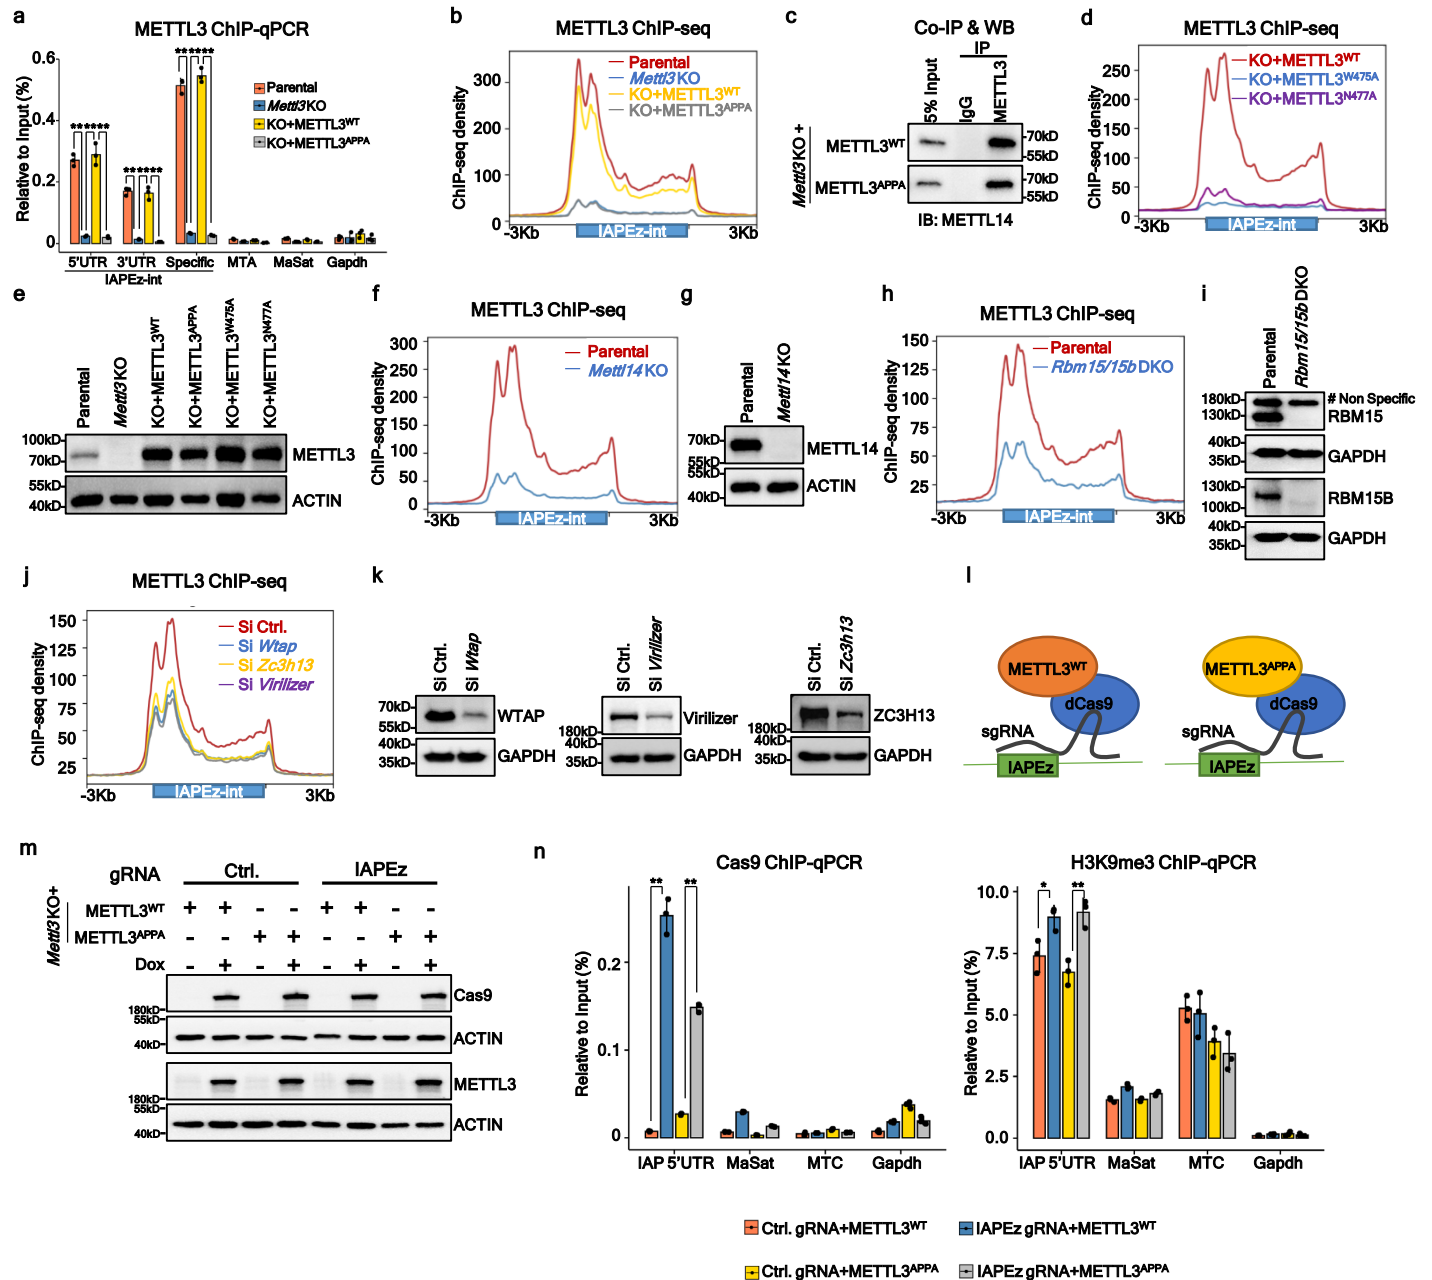 a
METTL3 ChIP-qPCR
Relative to Input (%)
0.6
0.4
0.2
0
** ****
** ****
** ****
Parental
Mettl3 KO
KO+METTL3WT
KO+METTL3APPA
5'UTR 3'UTR Specific MTA MaSat Gapdh
IAPEz-int
b
METTL3 ChIP-seq
ChIP-seq density
300
200
100
0
Parental
Mettl3 KO
KO+METTL3WT
KO+METTL3APPA
-3Kb IAPEz-int 3Kb
c
Co-IP & WB
IP
5% Input IgG METTL3
Mettl3 KO +
METTL3WT
METTL3APPA
-70kD
-55kD
-70kD
-55kD
IB: METTL14
d
METTL3 ChIP-seq
ChIP-seq density
250
200
150
100
50
0
KO+METTL3WT
KO+METTL3W475A
KO+METTL3N477A
-3Kb IAPEz-int 3Kb
e
Parental Mettl3 KO KO+METTL3WT KO+METTL3APPA KO+METTL3W475A KO+METTL3N477A
100kD
70kD
METTL3
55kD
40kD
ACTIN
f
METTL3 ChIP-seq
ChIP-seq density
300
250
200
150
100
50
0
Parental
Mettl14 KO
-3Kb IAPEz-int 3Kb
g
Parental Mettl14 KO
70kD
55kD
METTL14
55kD
40kD
ACTIN
h
METTL3 ChIP-seq
ChIP-seq density
150
125
100
75
50
25
Parental
Rbm15/15b DKO
-3Kb IAPEz-int 3Kb
i
Parental Rbm15/15b DKO
180kD
130kD
# Non Specific
RBM15
40kD
35kD
GAPDH
130kD
100kD
RBM15B
40kD
35kD
GAPDH
j
METTL3 ChIP-seq
ChIP-seq density
150
125
100
75
50
25
Si Ctrl.
Si Wtap
Si Zc3h13
Si Virilizer
-3Kb IAPEz-int 3Kb
k
Si Ctrl. Si Wtap
70kD
55kD
WTAP
40kD
35kD
GAPDH
Si Ctrl. Si Virilizer
180kD
Virilizer
40kD
35kD
GAPDH
Si Ctrl. Si Zc3h13
180kD
ZC3H13
40kD
35kD
GAPDH
l
METTL3WT
dCas9
sgRNA
IAPEz
METTL3APPA
dCas9
sgRNA
IAPEz
m
gRNA Ctrl. IAPEz
Mettl3 KO+
METTL3WT + + - - + + - -
METTL3APPA - - + + - - + +
Dox - + - + - + - +
180kD
Cas9
55kD
40kD
ACTIN
180kD
METTL3
55kD
40kD
ACTIN
n
Cas9 ChIP-qPCR
Relative to Input (%)
0.2
0.1
0
** **
IAP 5'UTR MaSat MTC Gapdh
H3K9me3 ChIP-qPCR
Relative to Input (%)
10.0
7.5
5.0
2.5
0.0
* **
IAP 5'UTR MaSat MTC Gapdh
Ctrl. gRNA+METTL3WT IAPEz gRNA+METTL3WT
Ctrl. gRNA+METTL3APPA IAPEz gRNA+METTL3APPA